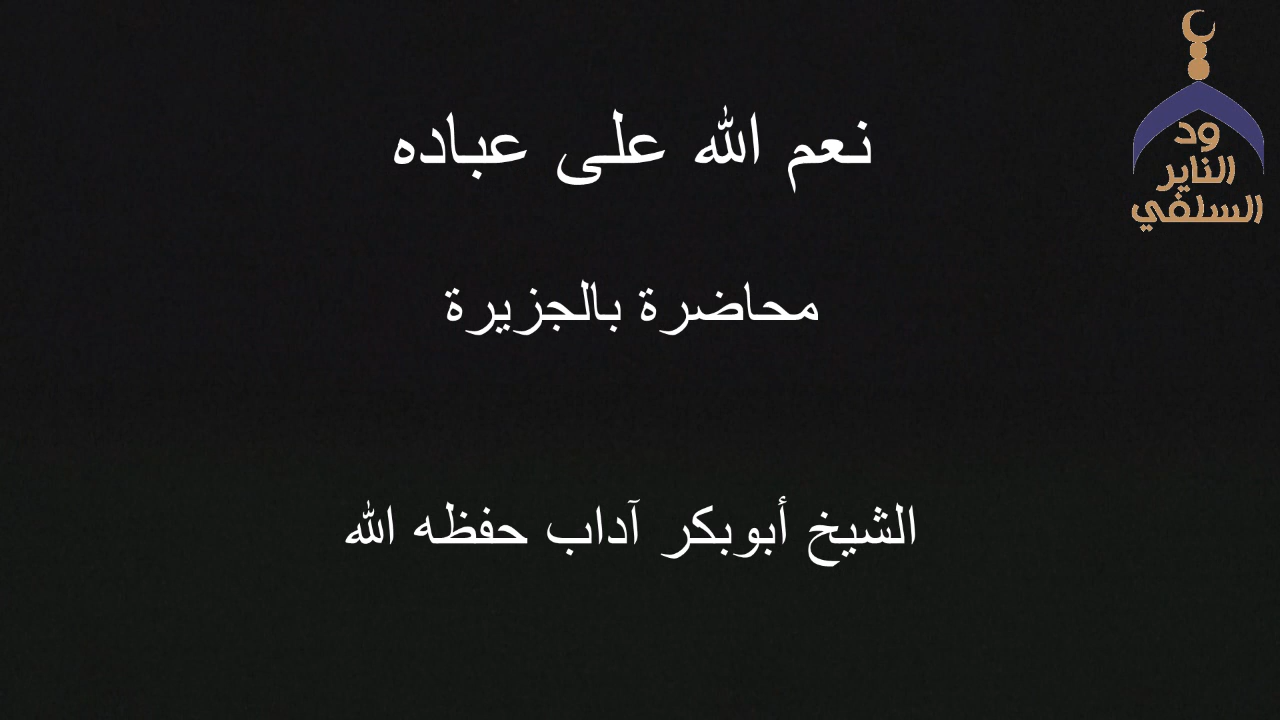 نعم الله على عباده
محاضرة بالجزيرة
الشيخ أبوبكر آداب حفظه الله
ود
الناير
السلفي